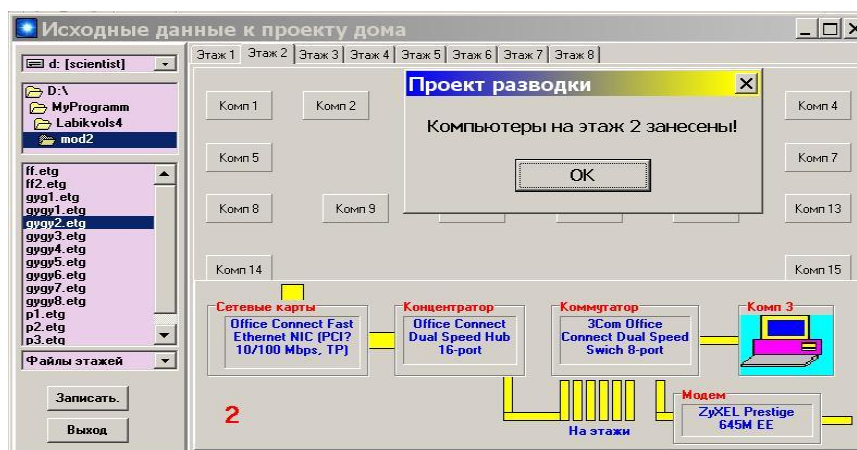 Исходные данные к проекту дома
d: [scientist]
D:\
MyProgramm
Labikvols4
mod2
ff.etg
ff2.etg
gyg1.etg
gygy1.etg
gygy2.etg
gygy3.etg
gygy4.etg
gygy5.etg
gygy6.etg
gygy7.etg
gygy8.etg
p1.etg
p2.etg
p3.etg
Файлы этажей
Записать.
Выход
Этаж 1 Этаж 2 Этаж 3 Этаж 4 Этаж 5 Этаж 6 Этаж 7 Этаж 8
Комп 1 Комп 2 Комп 4
Проект разводки
Компьютеры на этаж 2 занесены!
OK
Комп 5 Комп 7
Комп 8 Комп 9 Комп 13
Комп 14 Комп 15
Сетевые карты
Office Connect Fast
Ethernet NIC (PCI?
10/100 Mbps, TP)
Концентратор
Office Connect
Dual Speed Hub
16-port
Коммутатор
3Com Office
Connect Dual Speed
Swich 8-port
Комп 3
2
На этажи
Модем
ZyXEL Prestige
645M EE